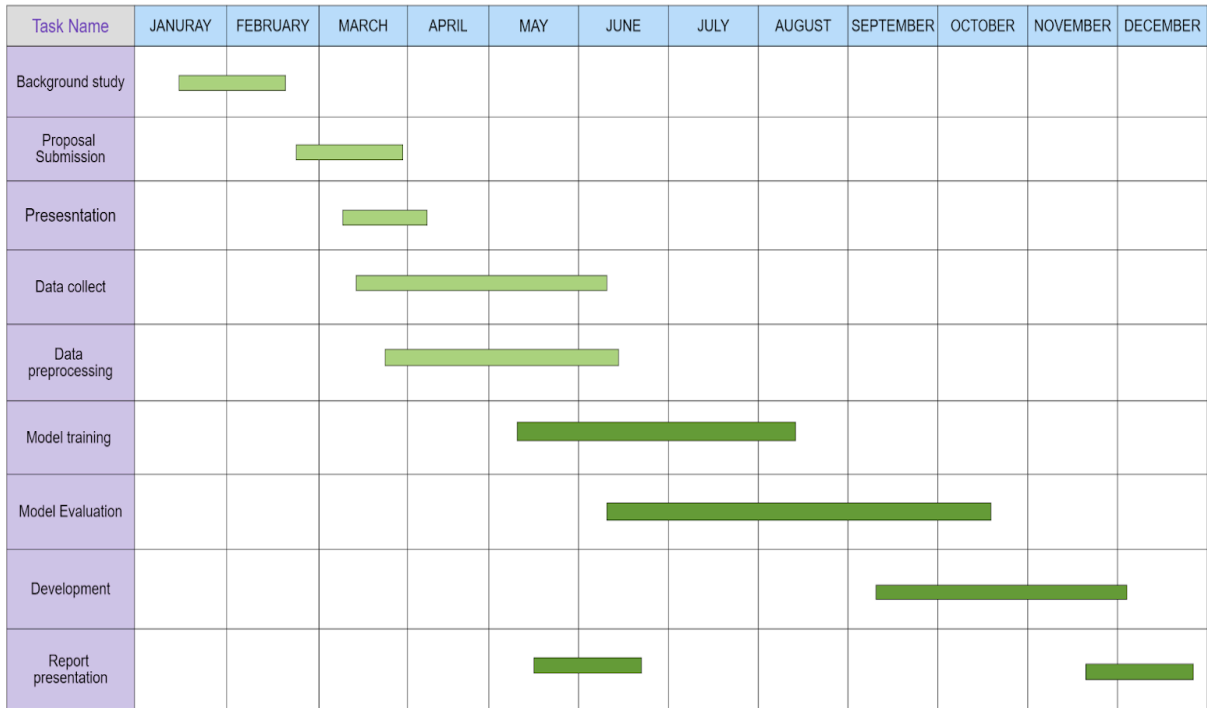 Task Name JANURAY FEBRUARY MARCH APRIL MAY JUNE JULY AUGUST SEPTEMBER OCTOBER NOVEMBER DECEMBER
Background study
Proposal
Submission
Presesntation
Data collect
Data
preprocessing
Model training
Model Evaluation
Development
Report
presentation